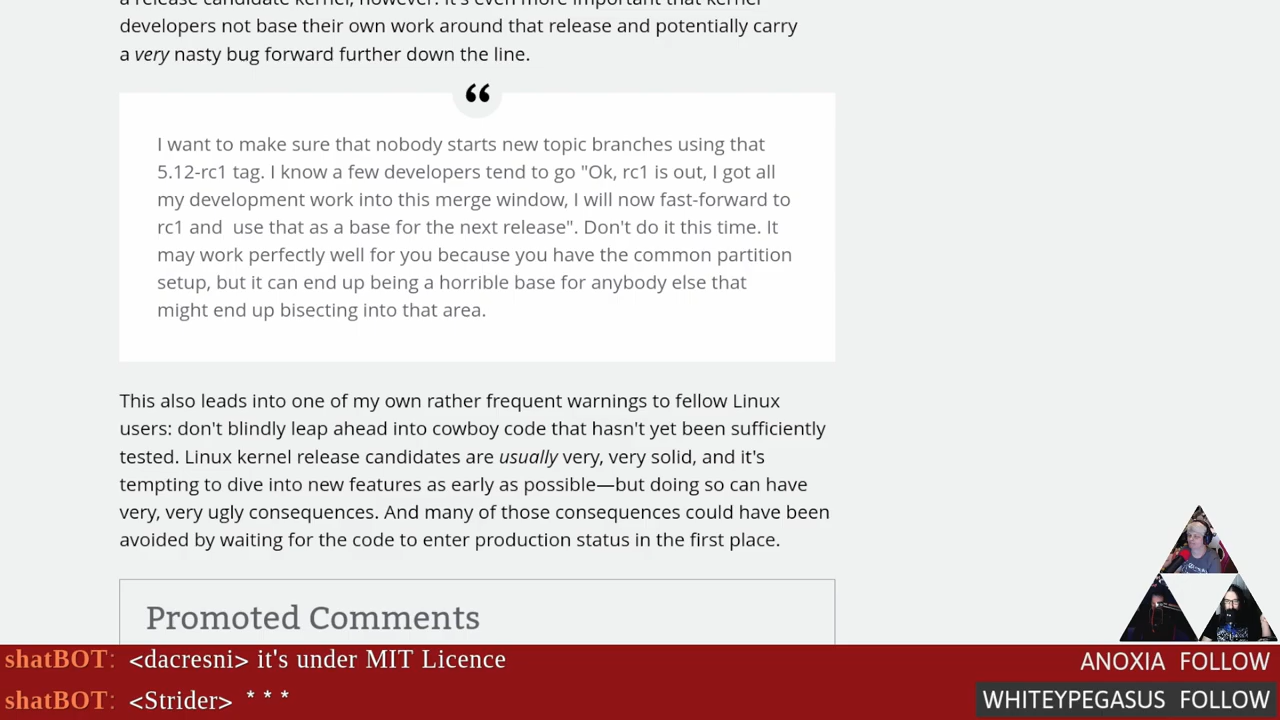 a release candidate kernel, however. It's even more important that kernel
developers not base their own work around that release and potentially carry
a very nasty bug forward further down the line.
“
I want to make sure that nobody starts new topic branches using that
5.12-rc1 tag. I know a few developers tend to go "Ok, rc1 is out, I got all
my development work into this merge window, I will now fast-forward to
rc1 and  use that as a base for the next release". Don't do it this time. It
may work perfectly well for you because you have the common partition
setup, but it can end up being a horrible base for anybody else that
might end up bisecting into that area.
This also leads into one of my own rather frequent warnings to fellow Linux
users: don't blindly leap ahead into cowboy code that hasn't yet been sufficiently
tested. Linux kernel release candidates are usually very, very solid, and it's
tempting to dive into new features as early as possible—but doing so can have
very, very ugly consequences. And many of those consequences could have been
avoided by waiting for the code to enter production status in the first place.
Promoted Comments
shatBOT: <dacresni> it's under MIT Licence
shatBOT: <Strider> * * *
ANOXIA FOLLOW
WHITEYPEGASUS FOLLOW